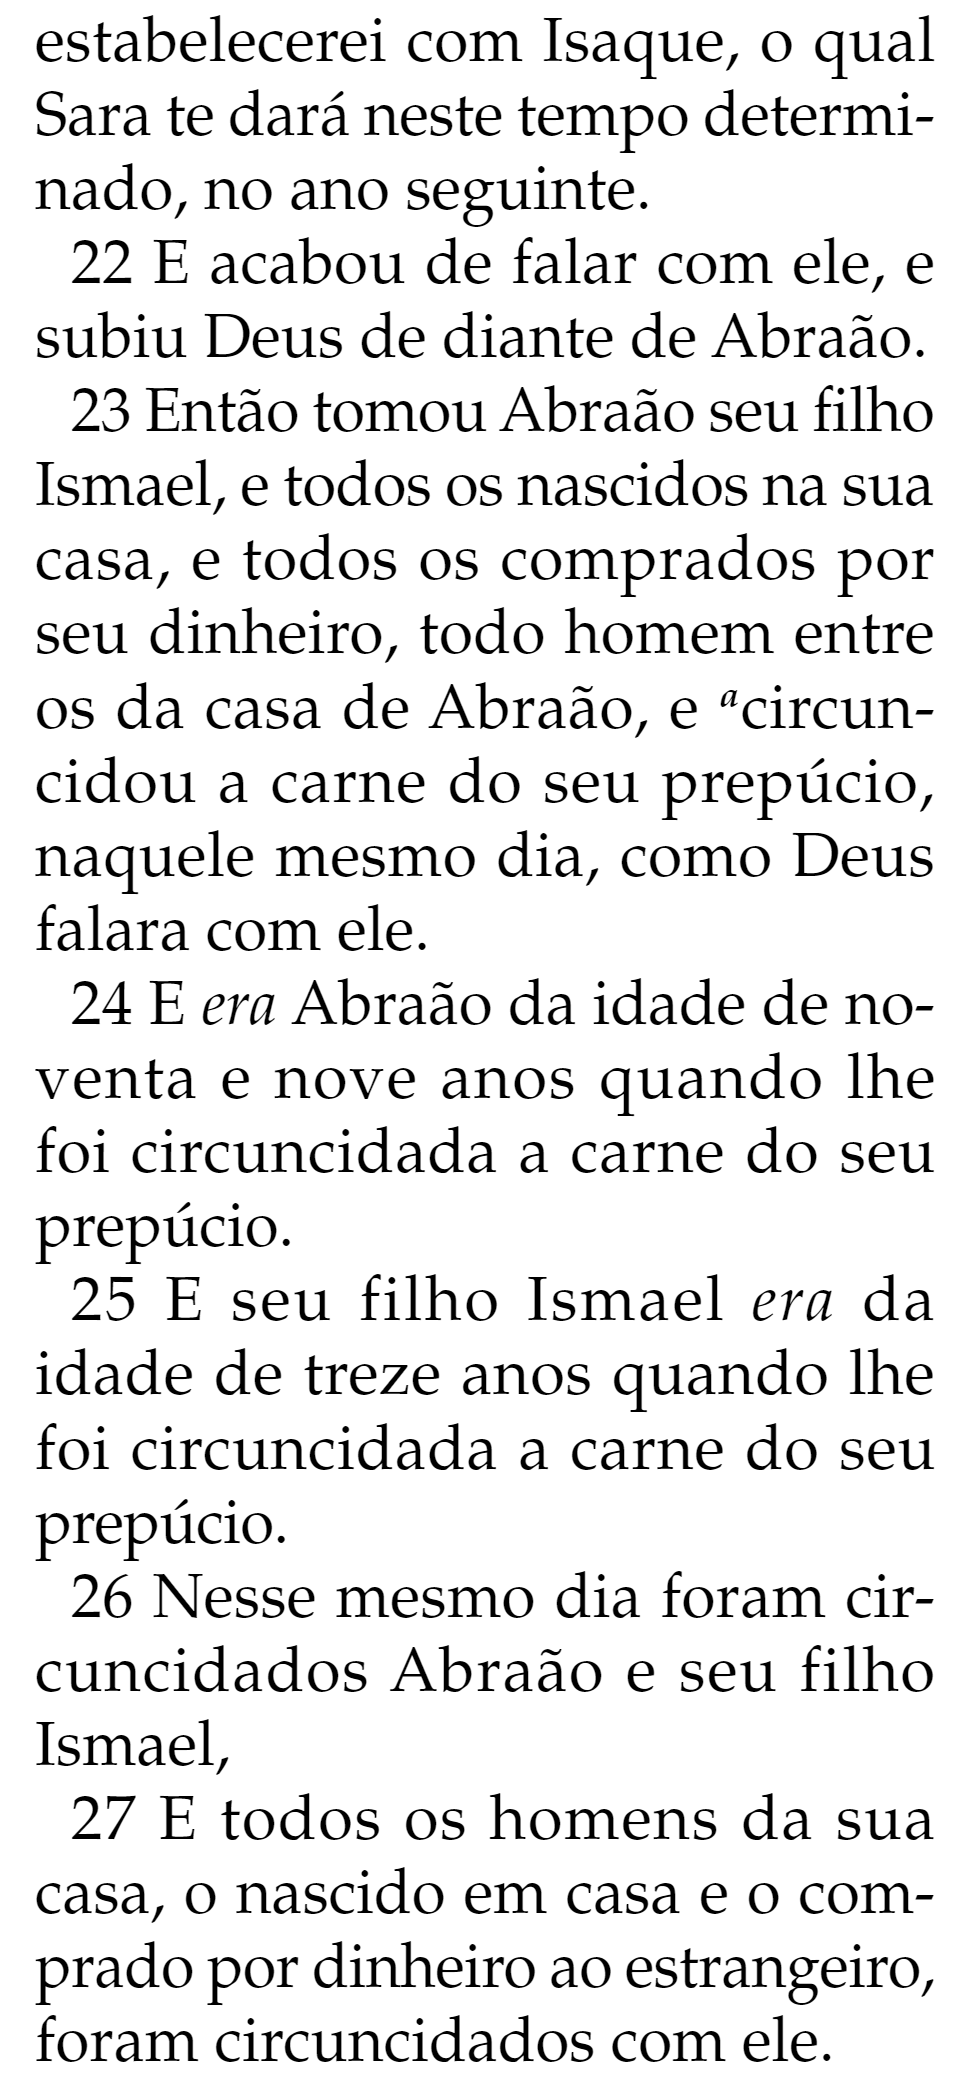 estabelecerei com Isaque, o qual
Sara te dará neste tempo determi-
nado, no ano seguinte.
22 E acabou de falar com ele, e
subiu Deus de diante de Abraão.
23 Então tomou Abraão seu filho
Ismael, e todos os nascidos na sua
casa, e todos os comprados por
seu dinheiro, todo homem entre
os da casa de Abraão, e ᵃcircun-
cidou a carne do seu prepúcio,
naquele mesmo dia, como Deus
falara com ele.
24 E era Abraão da idade de no-
venta e nove anos quando lhe
foi circuncidada a carne do seu
prepúcio.
25 E seu filho Ismael era da
idade de treze anos quando lhe
foi circuncidada a carne do seu
prepúcio.
26 Nesse mesmo dia foram cir-
cuncidados Abraão e seu filho
Ismael,
27 E todos os homens da sua
casa, o nascido em casa e o com-
prado por dinheiro ao estrangeiro,
foram circuncidados com ele.